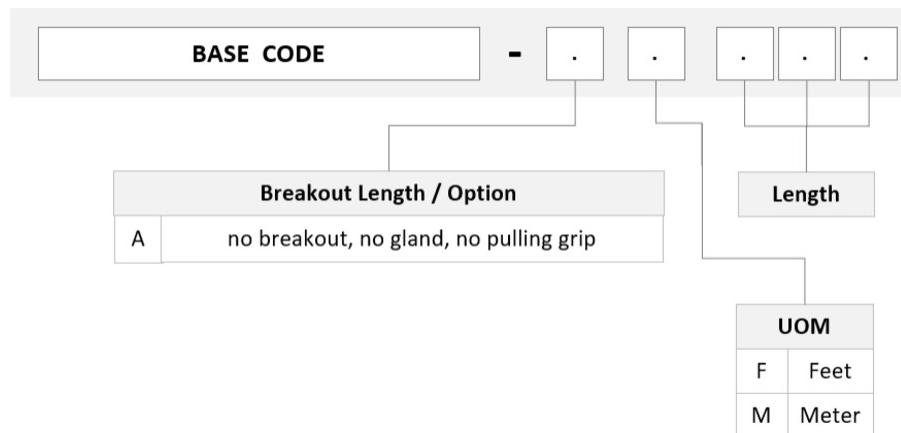 BASE CODE - . . . . .
Breakout Length / Option
A no breakout, no gland, no pulling grip
Length
UOM
F Feet
M Meter